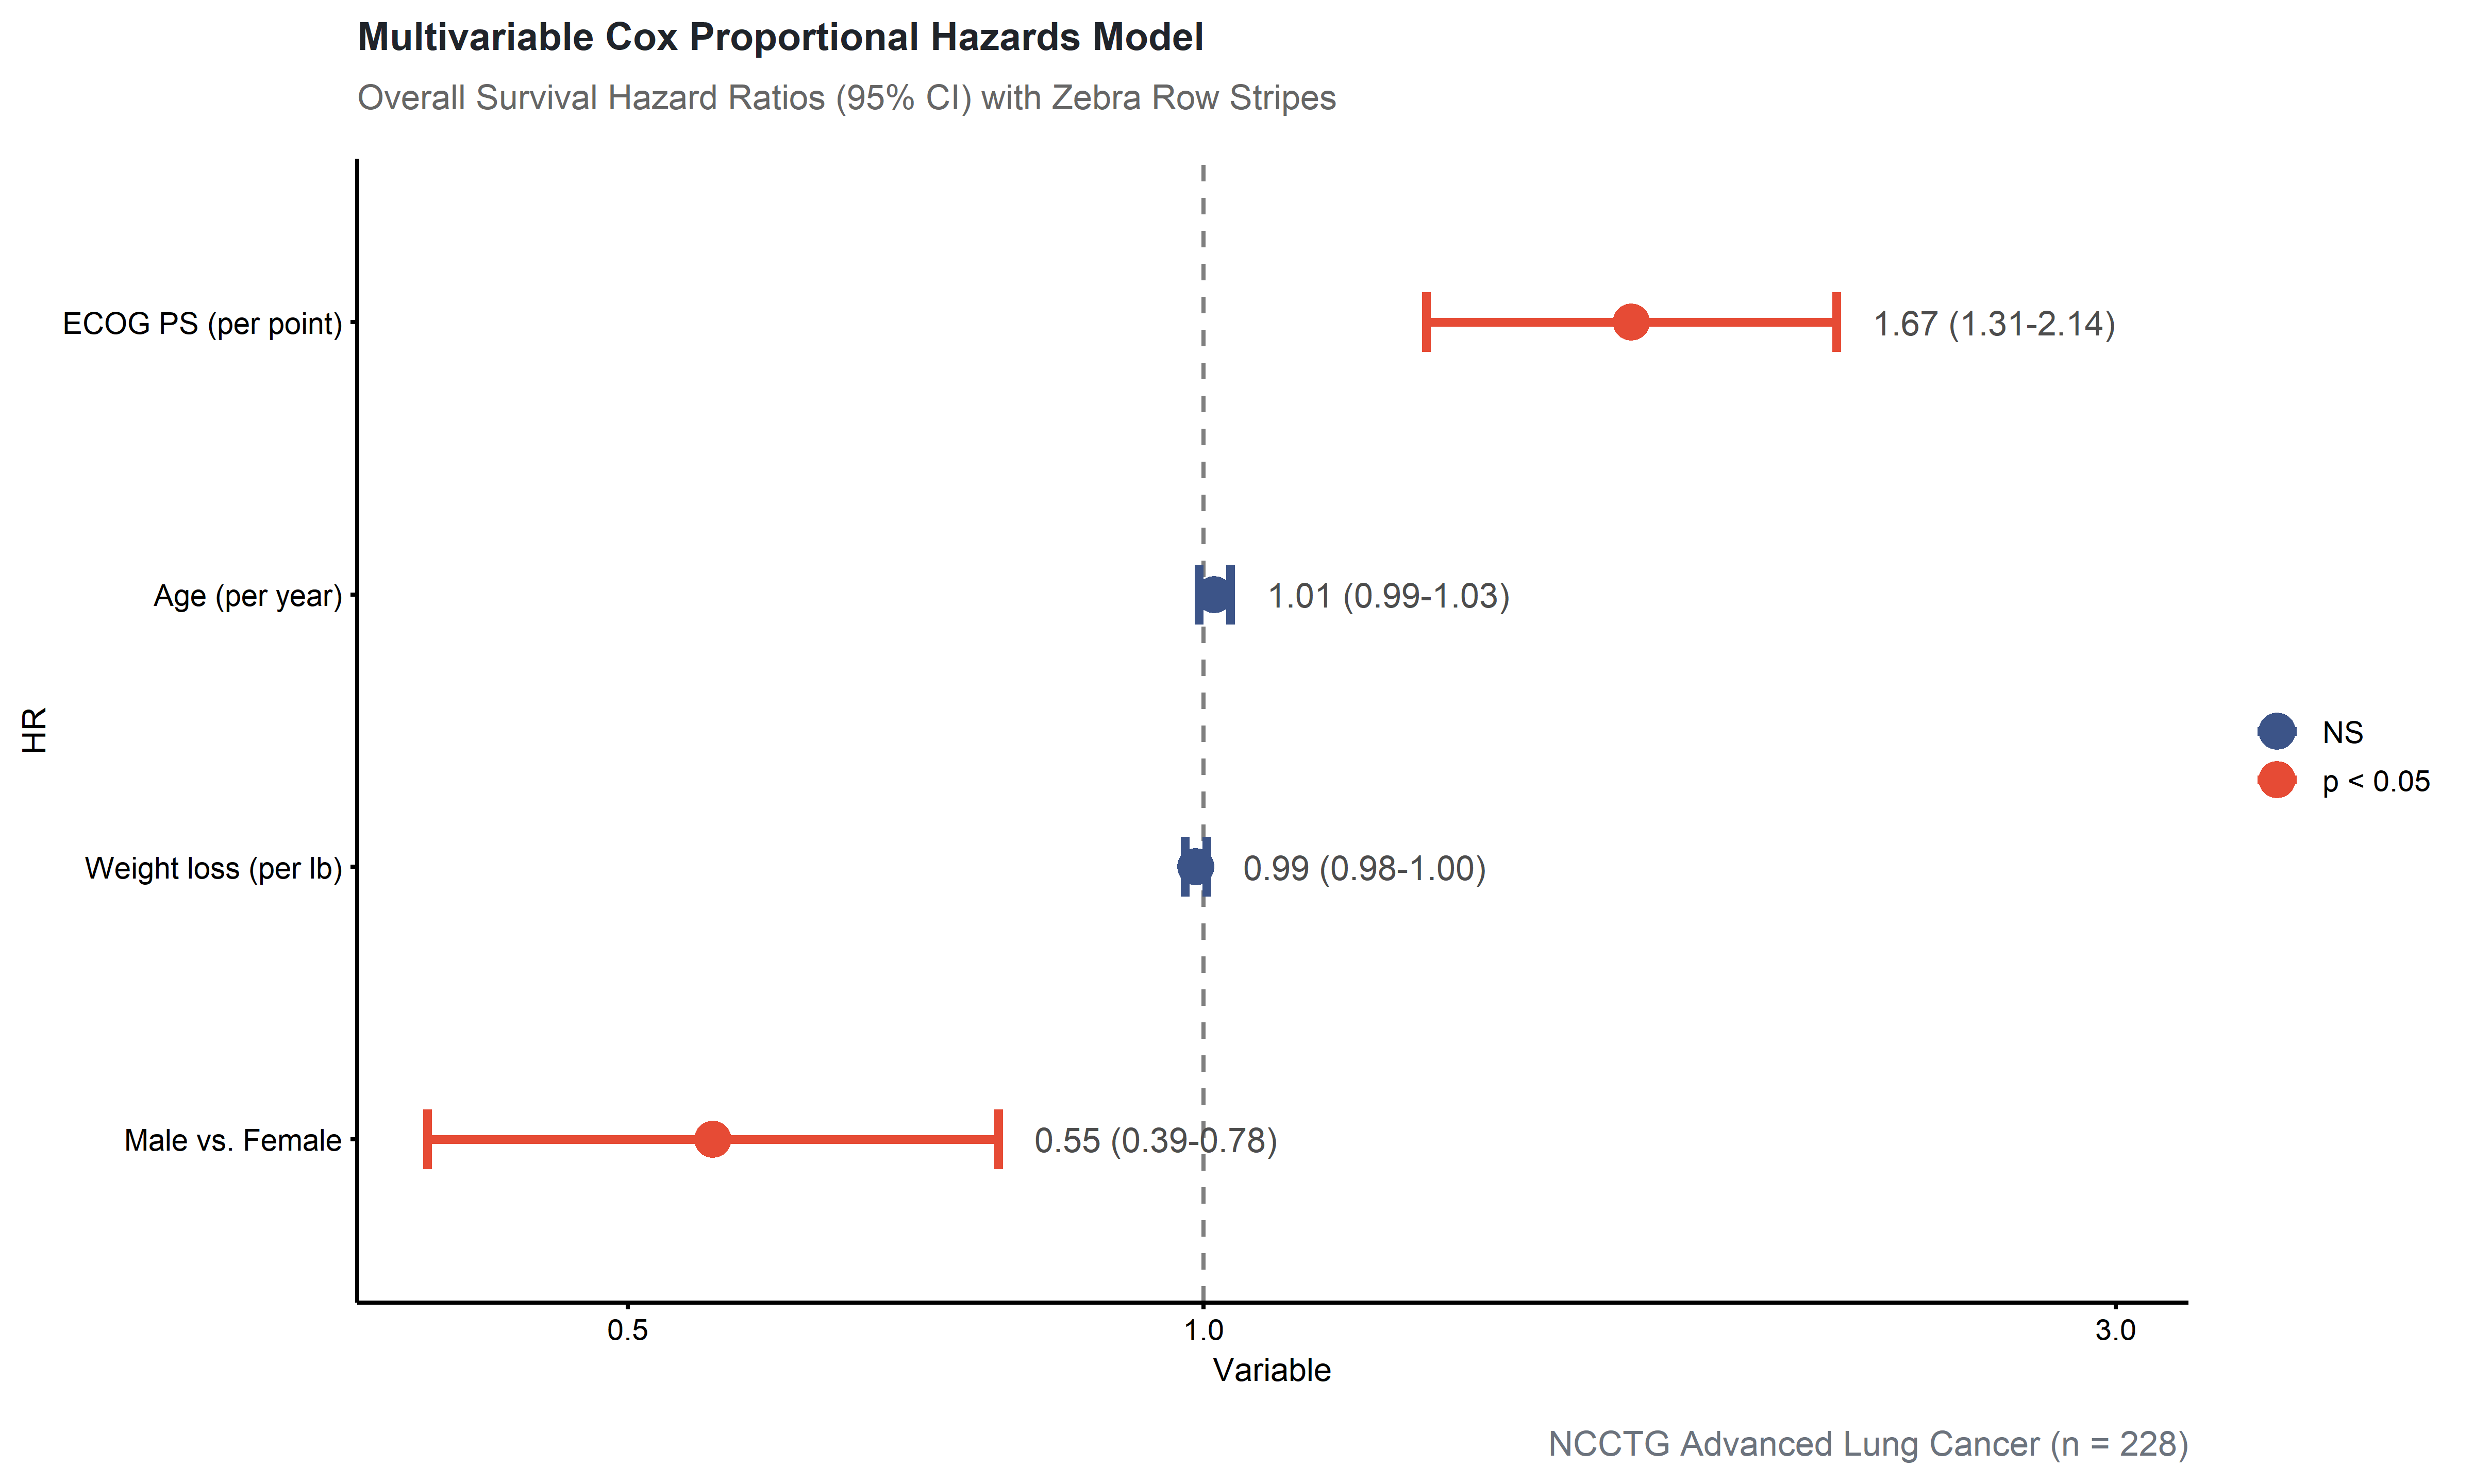 Multivariable Cox Proportional Hazards Model
Overall Survival Hazard Ratios (95% CI) with Zebra Row Stripes
ECOG PS (per point)
1.67 (1.31-2.14)
Age (per year)
1.01 (0.99-1.03)
HR
Weight loss (per lb)
0.99 (0.98-1.00)
Male vs. Female
0.55 (0.39-0.78)
NS
p < 0.05
0.5
1.0
3.0
Variable
NCCTG Advanced Lung Cancer (n = 228)